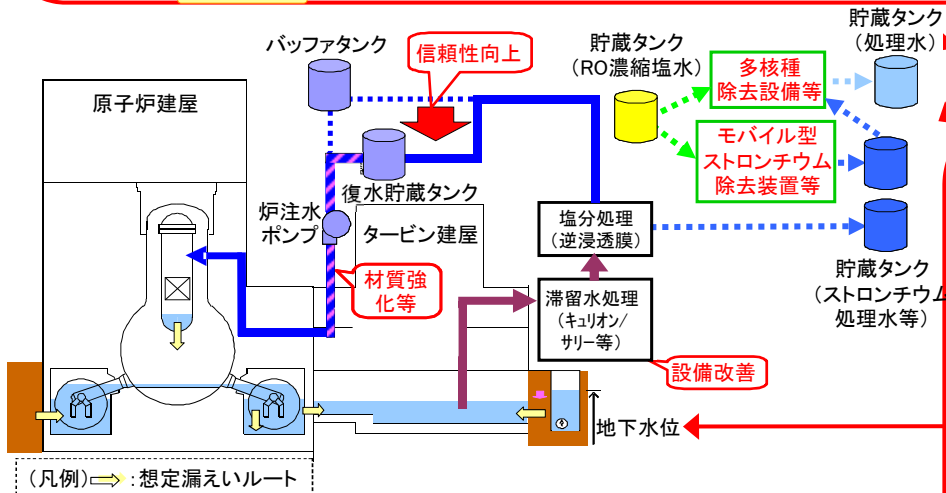 バッファタンク
信頼性向上
貯蔵タンク
(RO濃縮塩水)
多核種
除去設備等
貯蔵タンク
(処理水)
原子炉建屋
モバイル型
ストロンチウム
除去装置等
復水貯蔵タンク
炉注水
ポンプ
タービン建屋
塩分処理
(逆浸透膜)
材質強
化等
滞留水処理
(キュリオン/
サリー等)
貯蔵タンク
(ストロンチウム
処理水等)
設備改善
地下水位
(凡例) :想定漏えいルート